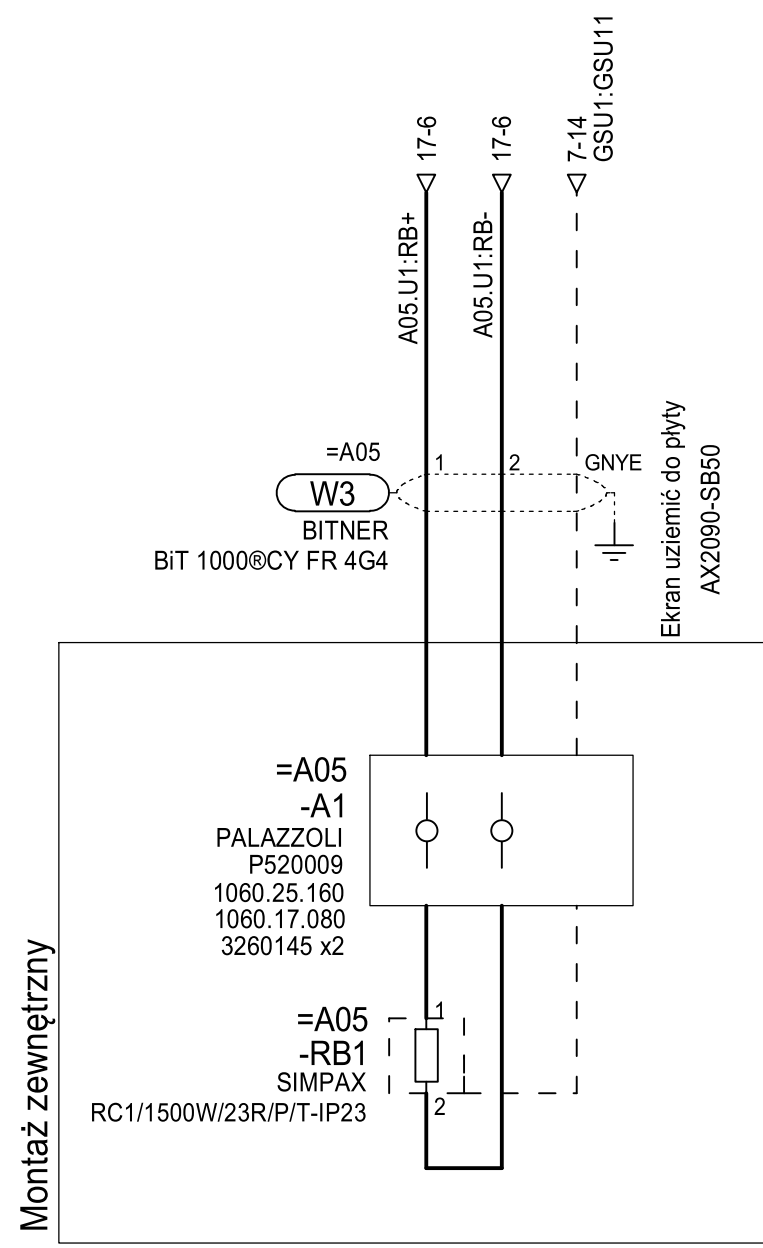 17-6
17-6
7-14
GSU1:GSU11
A05.U1:RB+
A05.U1:RB-
=A05
1
2
GNYE
W3
BITNER
BiT 1000®CY FR 4G4
Ekran uziemić do płyty
AX2090-SB50
=A05
-A1
PALAZZOLI
P520009
1060.25.160
1060.17.080
3260145 x2
Montaż zewnętrzny
=A05
-RB1
SIMPAX
RC1/1500W/23R/P/T-IP23
1
2